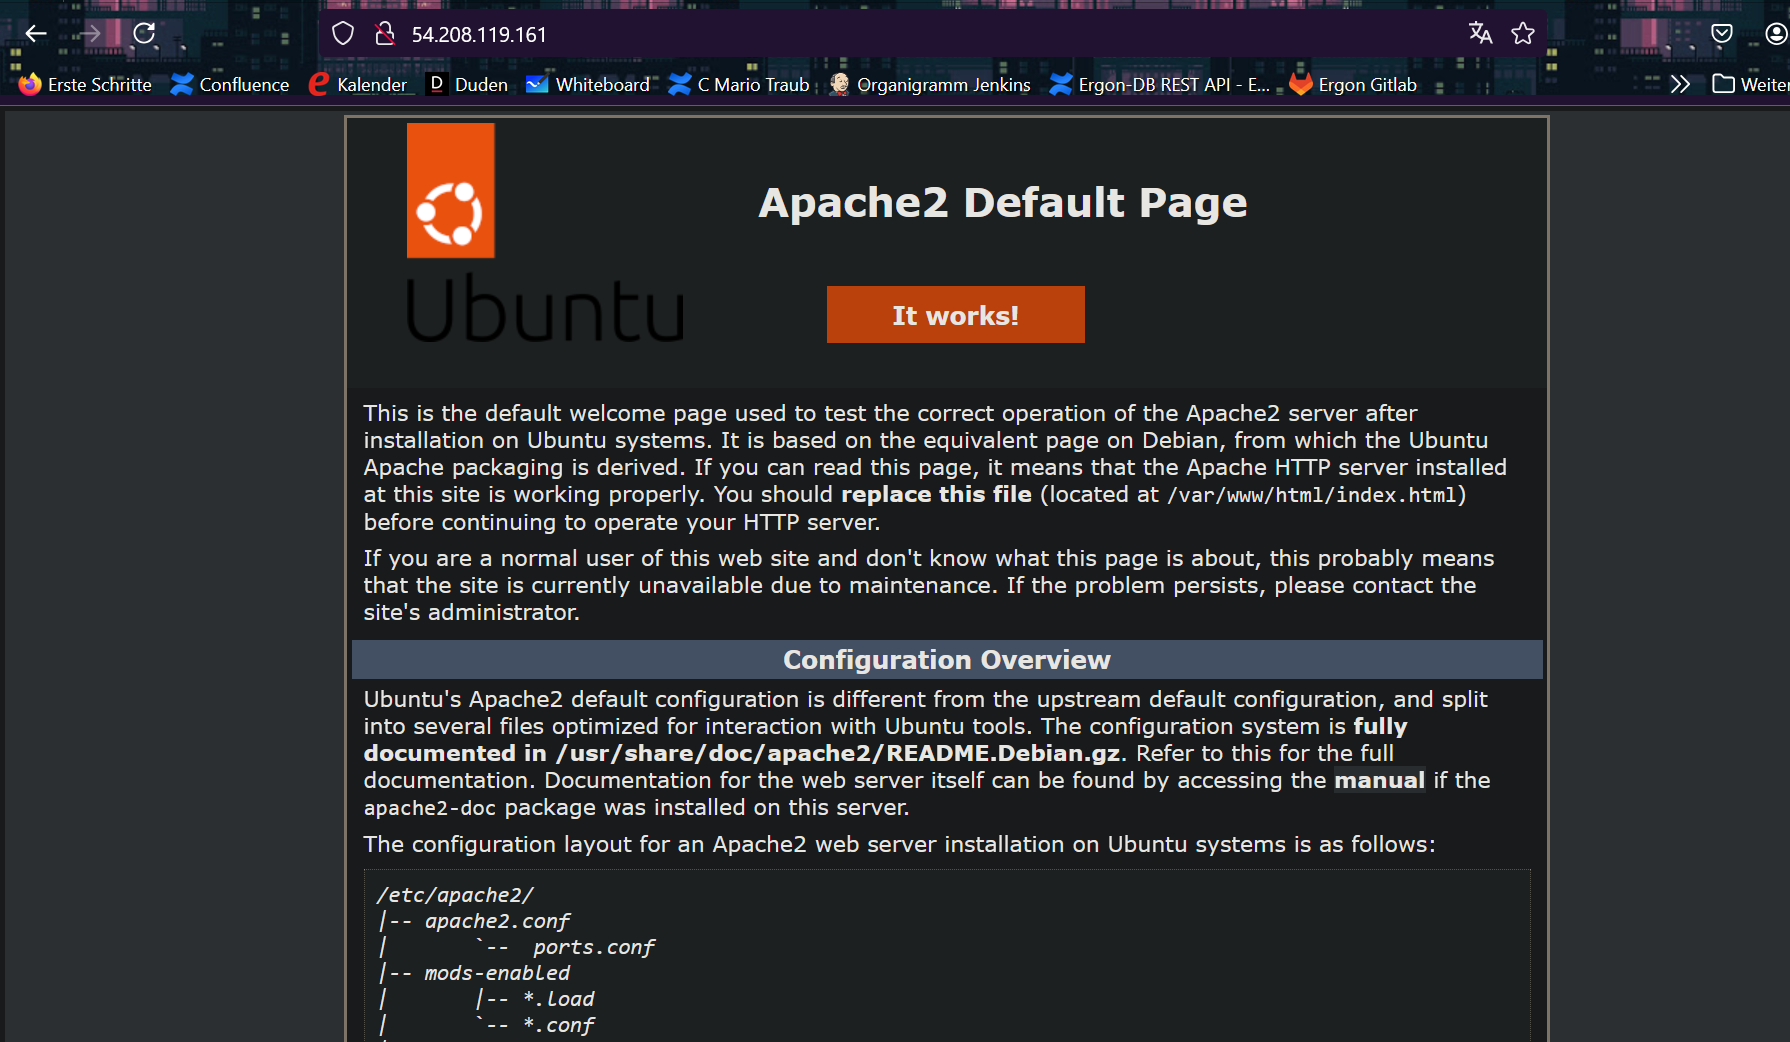 54.208.119.161
Erste Schritte Confluence Kalender Duden Whiteboard C Mario Traub Organigramm Jenkins Ergon-DB REST API - E... Ergon Gitlab
Ubuntu
Apache2 Default Page
It works!
This is the default welcome page used to test the correct operation of the Apache2 server after
installation on Ubuntu systems. It is based on the equivalent page on Debian, from which the Ubuntu
Apache packaging is derived. If you can read this page, it means that the Apache HTTP server installed
at this site is working properly. You should replace this file (located at /var/www/html/index.html)
before continuing to operate your HTTP server.
If you are a normal user of this web site and don't know what this page is about, this probably means
that the site is currently unavailable due to maintenance. If the problem persists, please contact the
site's administrator.
Configuration Overview
Ubuntu's Apache2 default configuration is different from the upstream default configuration, and split
into several files optimized for interaction with Ubuntu tools. The configuration system is fully
documented in /usr/share/doc/apache2/README.Debian.gz. Refer to this for the full
documentation. Documentation for the web server itself can be found by accessing the manual if the
apache2-doc package was installed on this server.
The configuration layout for an Apache2 web server installation on Ubuntu systems is as follows:
/etc/apache2/
|-- apache2.conf
|       `--  ports.conf
|-- mods-enabled
|       |-- *.load
|       `-- *.conf